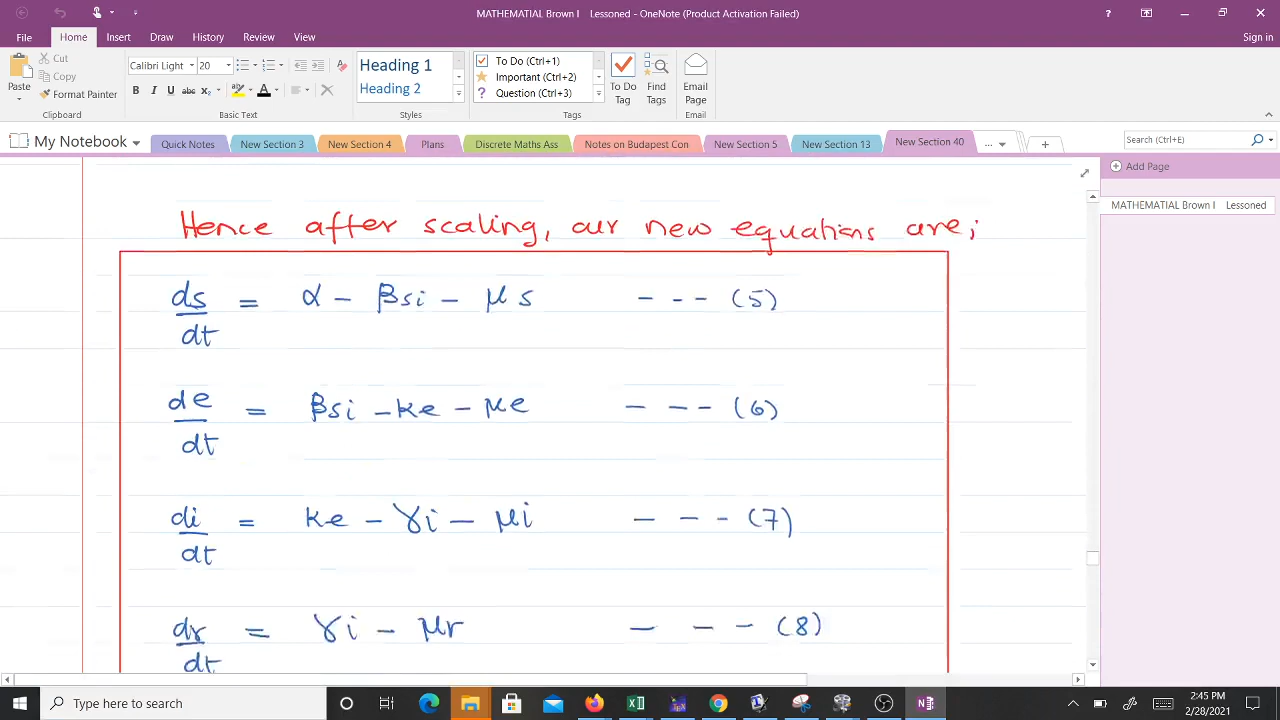 MATHEMATIAL Brown I Lessoned - OneNote (Product Activation Failed)
Sign in
File Home Insert Draw History Review View
Paste
Cut
Copy
Format Painter
Clipboard
Calibri Light 20
B I U abc x₂ A
Basic Text
Heading 1
Heading 2
Styles
To Do (Ctrl+1)
Important (Ctrl+2)
Question (Ctrl+3)
To Do Tag
Find Tags
Tags
Email Page
Email
My Notebook Quick Notes New Section 3 New Section 4 Plans Discrete Maths Ass Notes on Budapest Con New Section 5 New Section 13 New Section 40 ...
Search (Ctrl+E)
Add Page
MATHEMATIAL Brown I Lessoned
Hence after scaling, our new equations are;
ds/dt = α - βsi - μs --- (5)
de/dt = βsi - ke - μe --- (6)
di/dt = ke - γi - μi --- (7)
dr/dt = γi - μr --- (8)
Type here to search
2:45 PM
2/28/2021